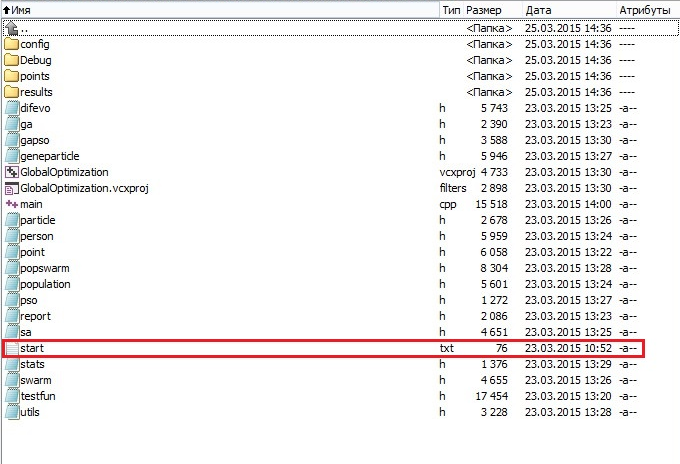 Имя Тип Размер Дата Атрибуты
.. <Папка> 25.03.2015 14:36 ----
config <Папка> 25.03.2015 14:36 ----
Debug <Папка> 25.03.2015 14:36 ----
points <Папка> 25.03.2015 14:36 ----
results <Папка> 25.03.2015 14:36 ----
difevo h 5 743 23.03.2015 13:25 -a--
ga h 2 390 23.03.2015 13:23 -a--
gapso h 3 588 23.03.2015 13:30 -a--
geneparticle h 5 946 23.03.2015 13:27 -a--
GlobalOptimization vcxproj 4 733 23.03.2015 13:30 -a--
GlobalOptimization.vcxproj filters 2 898 23.03.2015 13:30 -a--
main cpp 15 518 23.03.2015 14:00 -a--
particle h 2 678 23.03.2015 13:26 -a--
person h 5 959 23.03.2015 13:24 -a--
point h 6 058 23.03.2015 13:22 -a--
popswarm h 8 304 23.03.2015 13:28 -a--
population h 5 601 23.03.2015 13:24 -a--
pso h 1 272 23.03.2015 13:27 -a--
report h 2 086 23.03.2015 13:23 -a--
sa h 4 651 23.03.2015 13:25 -a--
start txt 76 23.03.2015 10:52 -a--
stats h 1 376 23.03.2015 13:29 -a--
swarm h 4 655 23.03.2015 13:26 -a--
testfun h 17 454 23.03.2015 13:20 -a--
utils h 3 228 23.03.2015 13:28 -a--